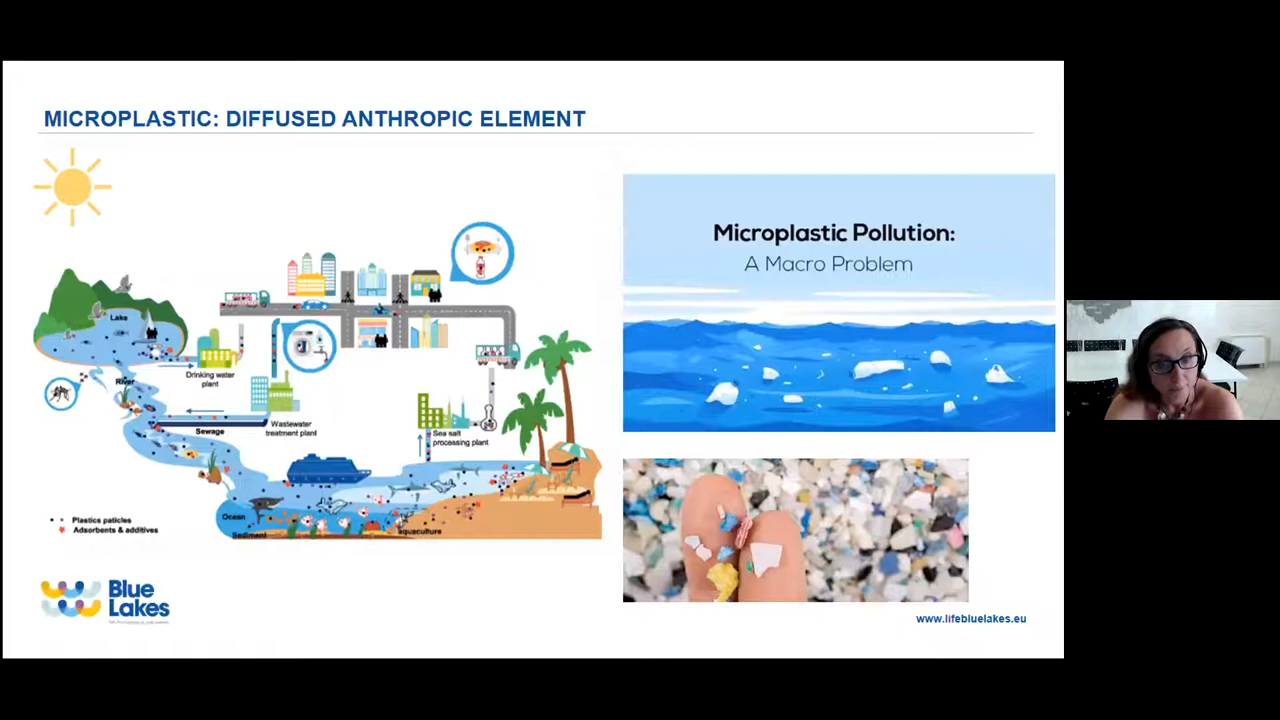 MICROPLASTIC: DIFFUSED ANTHROPIC ELEMENT
Microplastic Pollution:
A Macro Problem
Lake
Drinking water
plant
River
Sewage
Wastewater
treatment plant
Sea salt
processing plant
Ocean
Sediment
aquaculture
Plastics paticles
Adsorbents & additives
Blue
Lakes
www.lifebluelakes.eu